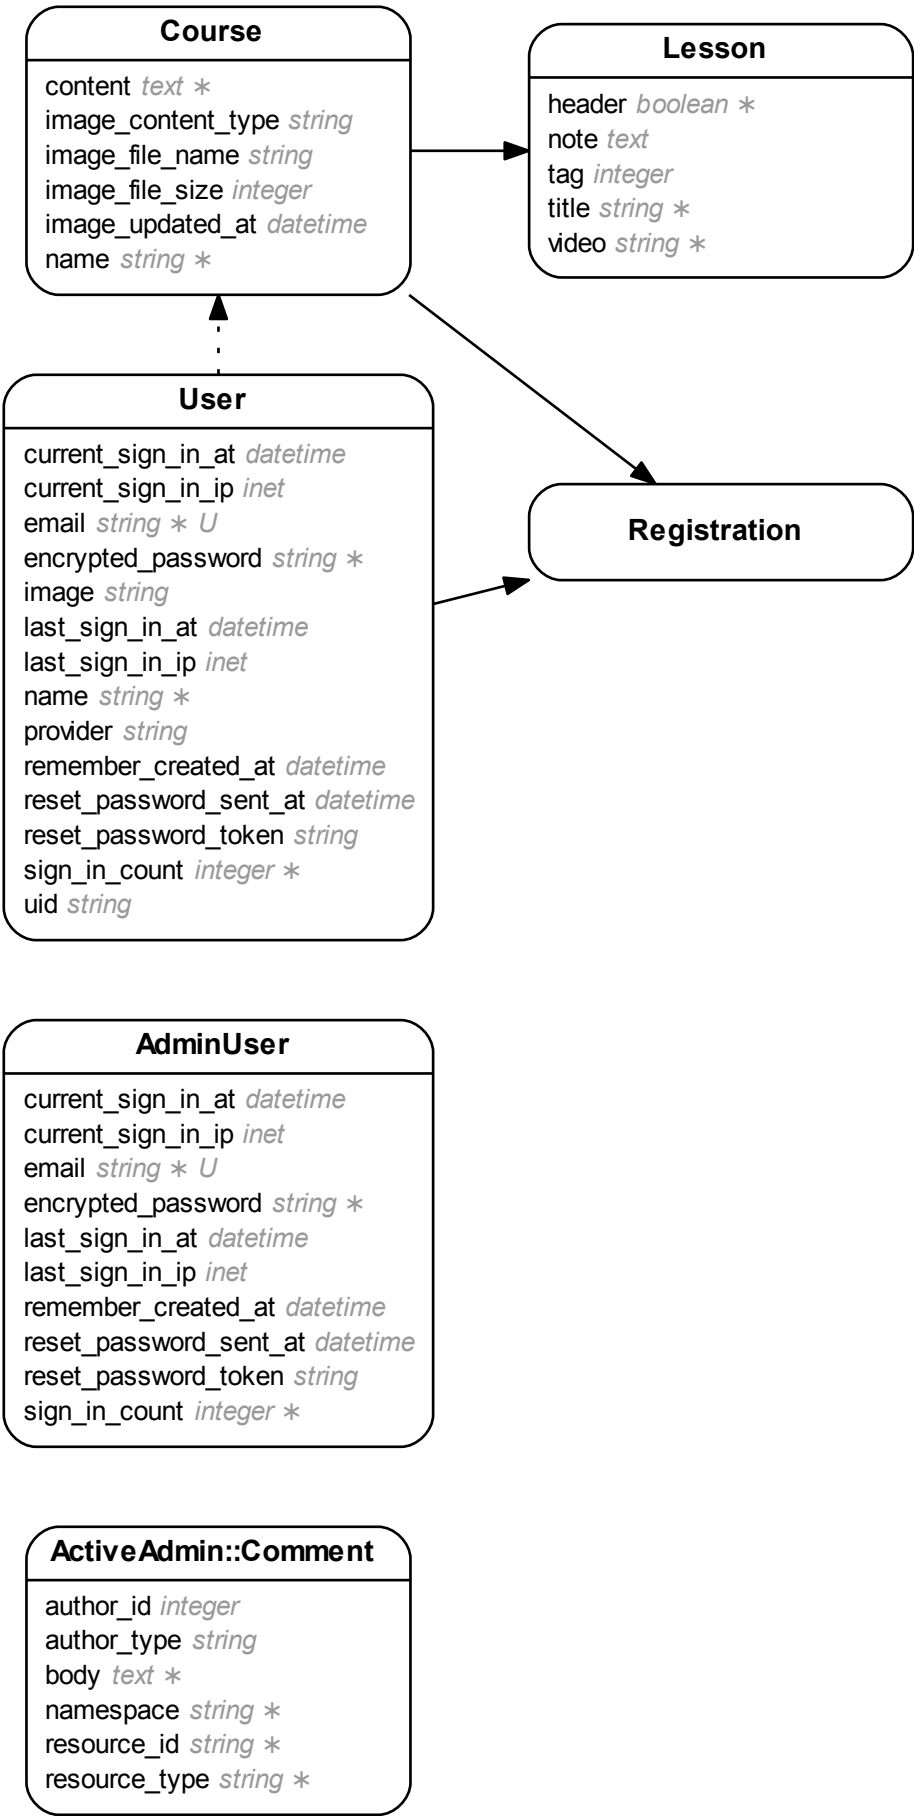 Course
content text ∗
image_content_type string
image_file_name string
image_file_size integer
image_updated_at datetime
name string ∗
Lesson
header boolean ∗
note text
tag integer
title string ∗
video string ∗
User
current_sign_in_at datetime
current_sign_in_ip inet
email string ∗ U
encrypted_password string ∗
image string
last_sign_in_at datetime
last_sign_in_ip inet
name string ∗
provider string
remember_created_at datetime
reset_password_sent_at datetime
reset_password_token string
sign_in_count integer ∗
uid string
Registration
AdminUser
current_sign_in_at datetime
current_sign_in_ip inet
email string ∗ U
encrypted_password string ∗
last_sign_in_at datetime
last_sign_in_ip inet
remember_created_at datetime
reset_password_sent_at datetime
reset_password_token string
sign_in_count integer ∗
ActiveAdmin::Comment
author_id integer
author_type string
body text ∗
namespace string ∗
resource_id string ∗
resource_type string ∗